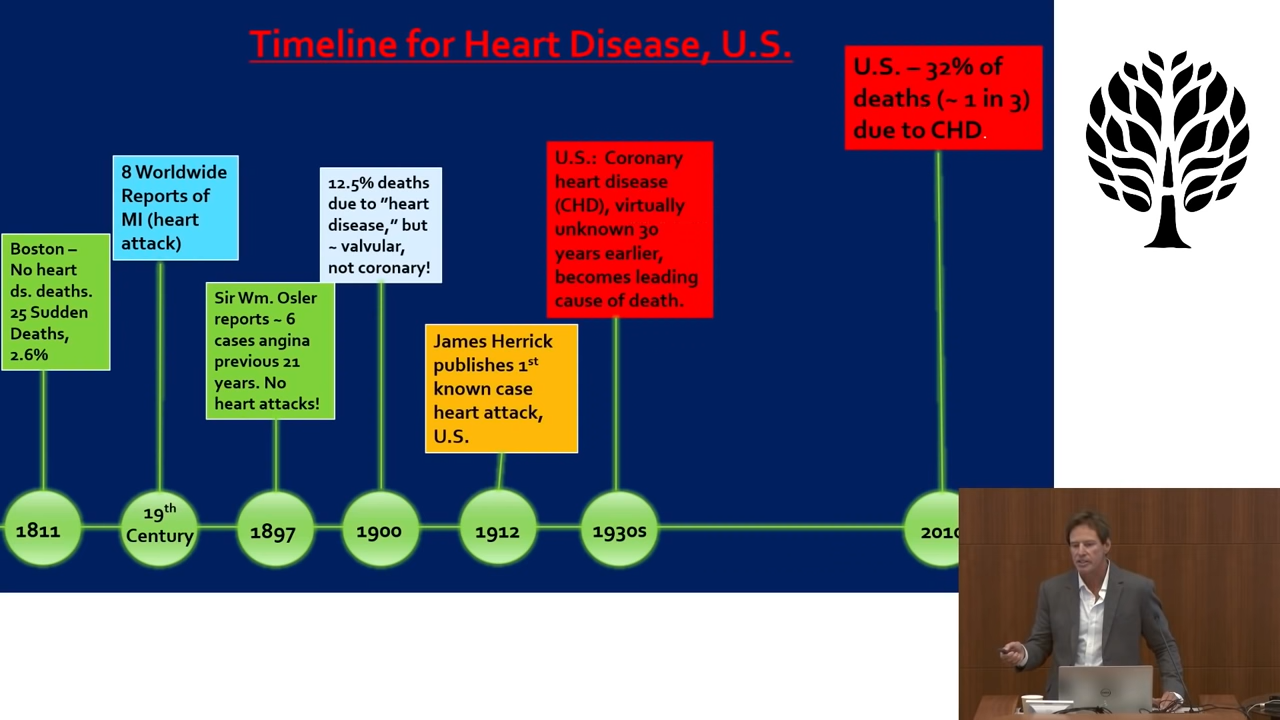 Timeline for Heart Disease, U.S.
Boston –
No heart
ds. deaths.
25 Sudden
Deaths,
2.6%
8 Worldwide
Reports of
MI (heart
attack)
Sir Wm. Osler
reports ~ 6
cases angina
previous 21
years. No
heart attacks!
12.5% deaths
due to "heart
disease," but
~ valvular,
not coronary!
James Herrick
publishes 1st
known case
heart attack,
U.S.
U.S.: Coronary
heart disease
(CHD), virtually
unknown 30
years earlier,
becomes leading
cause of death.
U.S. – 32% of
deaths (~ 1 in 3)
due to CHD.
1811
19th
Century
1897
1900
1912
1930s
2010